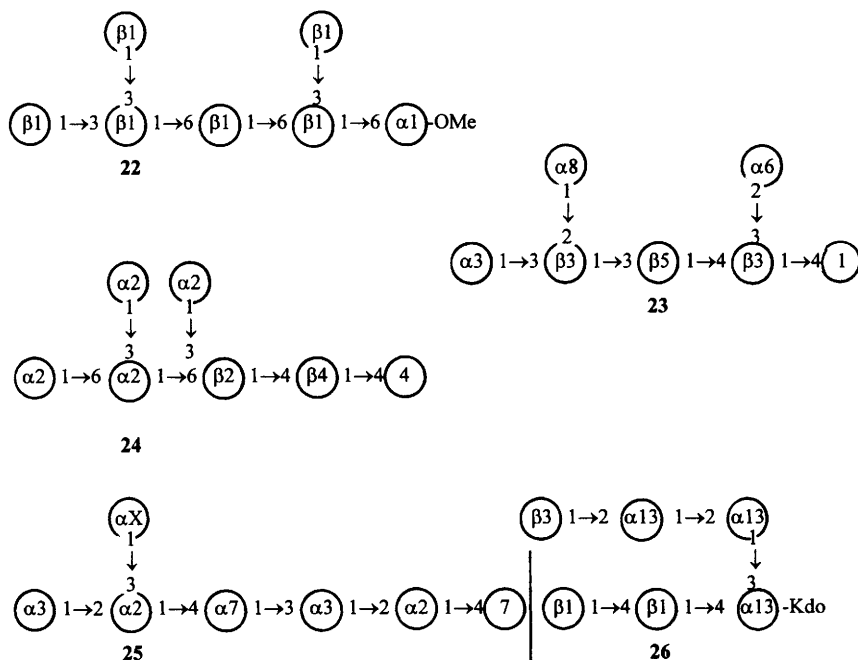 β1 β1
1 1
↓ ↓
3 3
β1 1→3 β1 1→6 β1 1→6 β1 1→6 α1-OMe
22
α8 α6
1 2
↓ ↓
2 3
α3 1→3 β3 1→3 β5 1→4 β3 1→4 1
23
α2 α2
1 1
↓ ↓
3 3
α2 1→6 α2 1→6 β2 1→4 β4 1→4 4
24
αX
1
↓
3
α3 1→2 α2 1→4 α7 1→3 α3 1→2 α2 1→4 7
25
β3 1→2 α13 1→2 α13
1
↓
3
β1 1→4 β1 1→4 α13 -Kdo
26